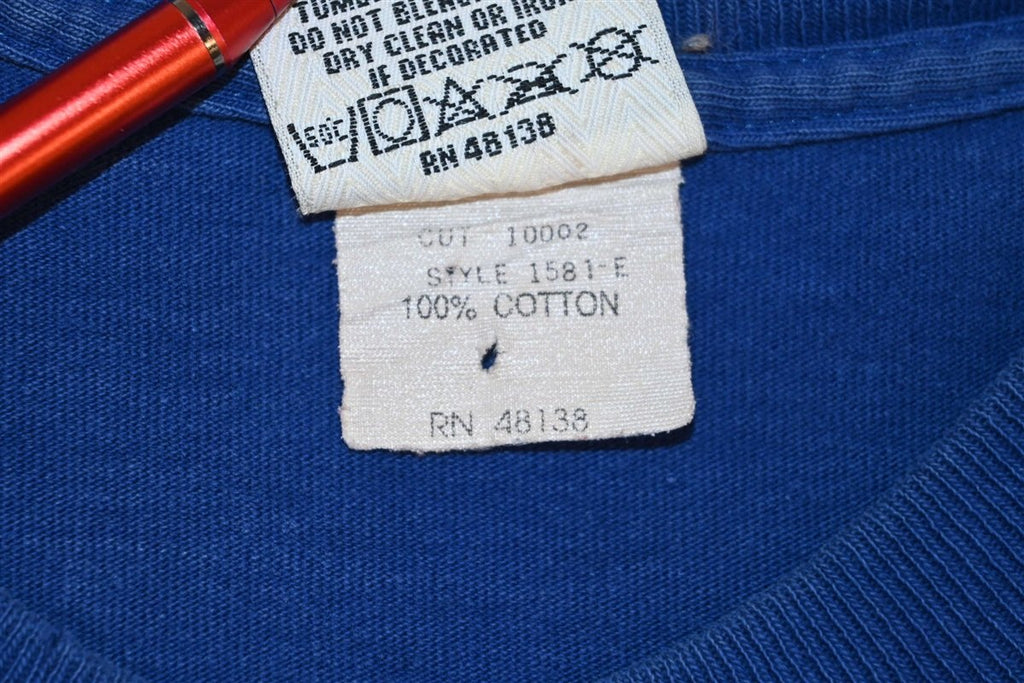 DO NOT BLEACH
DRY CLEAN OR IRON
IF DECORATED
50°C
RN 48138
CUT 10002
STYLE 1581-E
100% COTTON
RN 48138